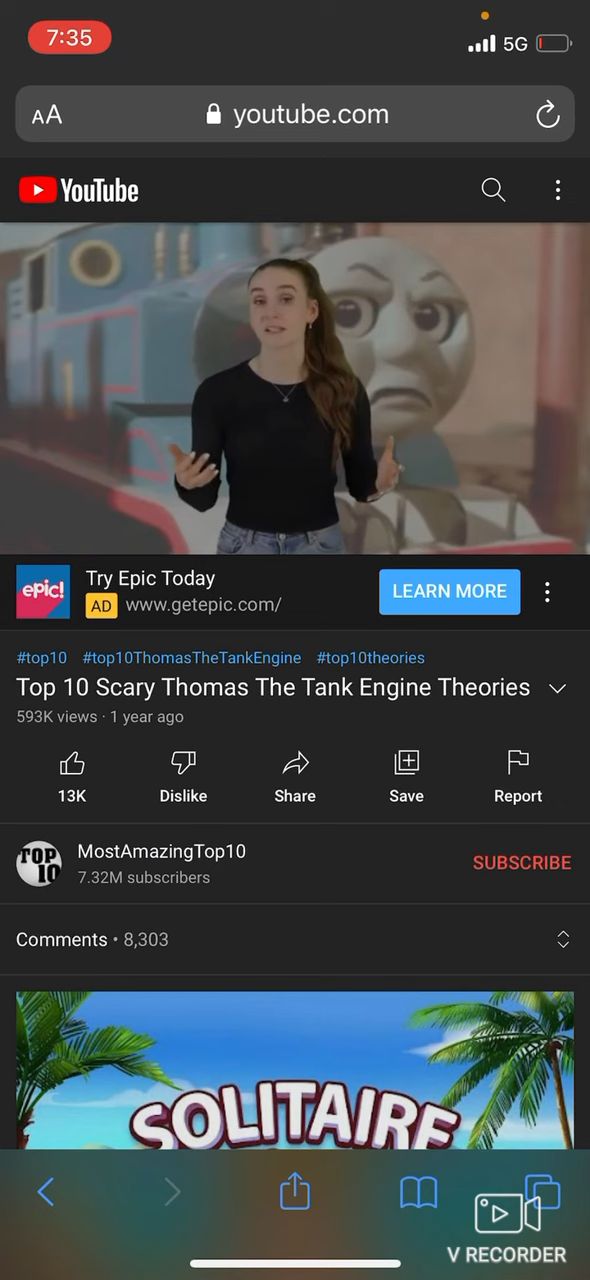 7:35
5G
AA
youtube.com
YouTube
epic!
Try Epic Today
AD www.getepic.com/
LEARN MORE
#top10 #top10ThomasTheTankEngine #top10theories
Top 10 Scary Thomas The Tank Engine Theories
593K views · 1 year ago
13K
Dislike
Share
Save
Report
TOP
10
MostAmazingTop10
7.32M subscribers
SUBSCRIBE
Comments • 8,303
SOLITAIRE
V RECORDER